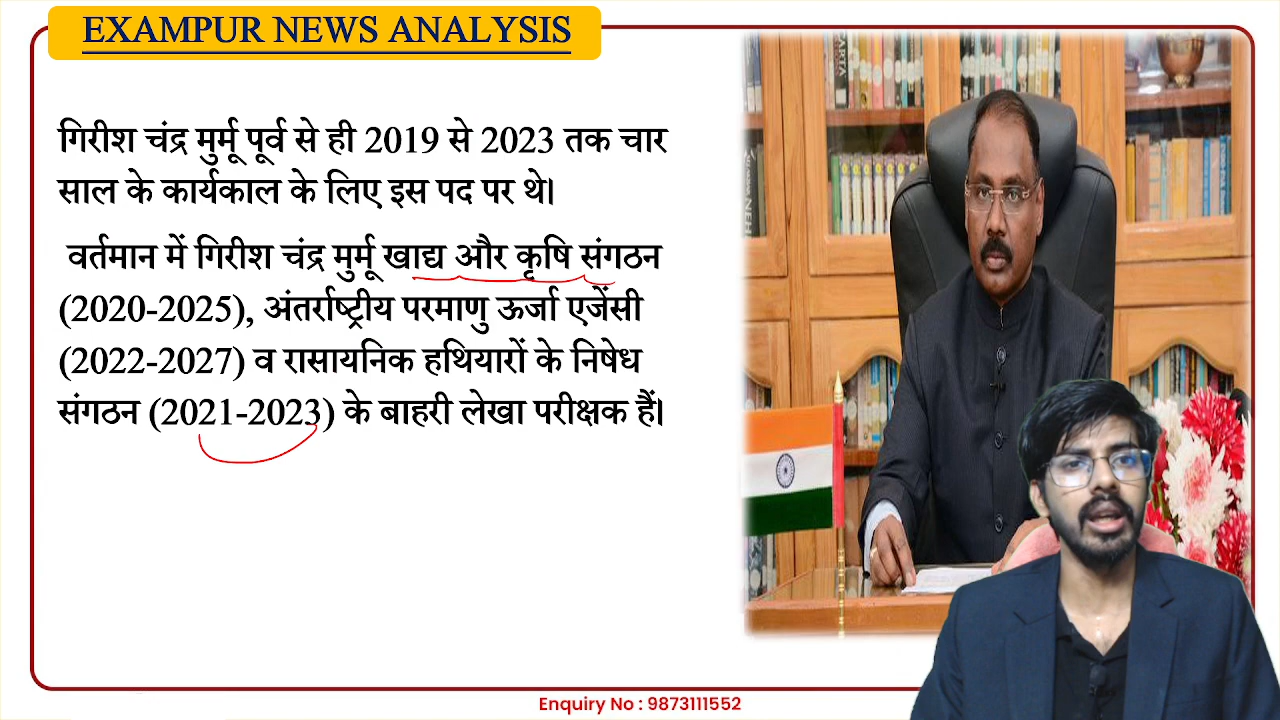 EXAMPUR NEWS ANALYSIS
गिरीश चंद्र मुर्मू पूर्व से ही 2019 से 2023 तक चार
साल के कार्यकाल के लिए इस पद पर थे।
वर्तमान में गिरीश चंद्र मुर्मू खाद्य और कृषि संगठन
(2020-2025), अंतर्राष्ट्रीय परमाणु ऊर्जा एजेंसी
(2022-2027) व रासायनिक हथियारों के निषेध
संगठन (2021-2023) के बाहरी लेखा परीक्षक हैं।
Enquiry No : 9873111552